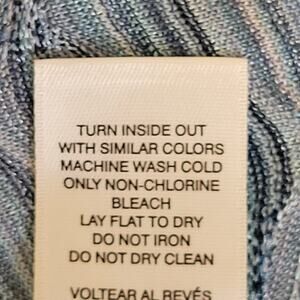 TURN INSIDE OUT
WITH SIMILAR COLORS
MACHINE WASH COLD
ONLY NON-CHLORINE
BLEACH
LAY FLAT TO DRY
DO NOT IRON
DO NOT DRY CLEAN
VOLTEAR AL REVÉS